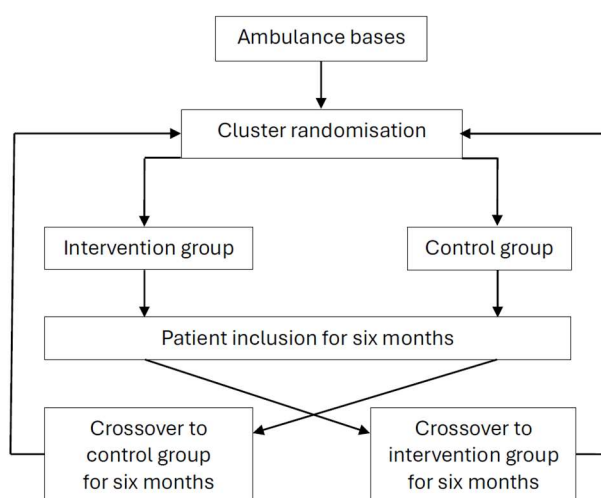 Ambulance bases
Cluster randomisation
Intervention group
Control group
Patient inclusion for six months
Crossover to
control group
for six months
Crossover to
intervention group
for six months